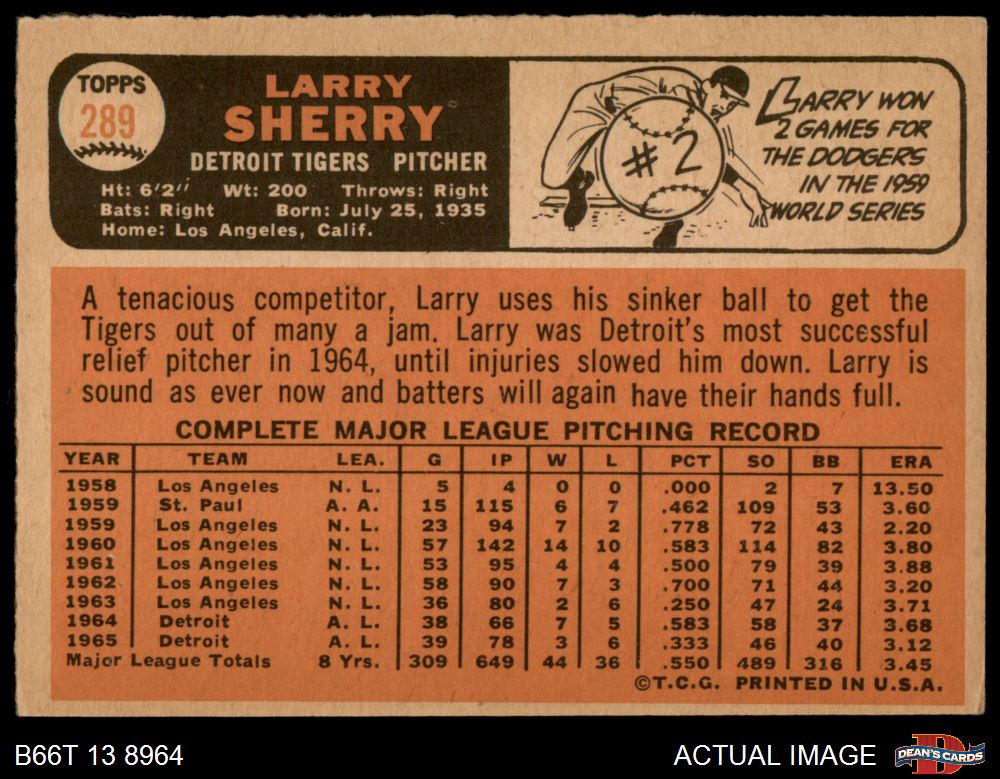 TOPPS
289
LARRY
SHERRY
DETROIT TIGERS PITCHER
Ht: 6'2" Wt: 200 Throws: Right
Bats: Right Born: July 25, 1935
Home: Los Angeles, Calif.
#2
LARRY WON
2 GAMES FOR
THE DODGERS
IN THE 1959
WORLD SERIES
A tenacious competitor, Larry uses his sinker ball to get the
Tigers out of many a jam. Larry was Detroit's most successful
relief pitcher in 1964, until injuries slowed him down. Larry is
sound as ever now and batters will again have their hands full.
COMPLETE MAJOR LEAGUE PITCHING RECORD
YEAR TEAM LEA. G IP W L PCT SO BB ERA
1958 Los Angeles N. L. 5 4 0 0 .000 2 7 13.50
1959 St. Paul A. A. 15 115 6 7 .462 109 53 3.60
1959 Los Angeles N. L. 23 94 7 2 .778 72 43 2.20
1960 Los Angeles N. L. 57 142 14 10 .583 114 82 3.80
1961 Los Angeles N. L. 53 95 4 4 .500 79 39 3.88
1962 Los Angeles N. L. 58 90 7 3 .700 71 44 3.20
1963 Los Angeles N. L. 36 80 2 6 .250 47 24 3.71
1964 Detroit A. L. 38 66 7 5 .583 58 37 3.68
1965 Detroit A. L. 39 78 3 6 .333 46 40 3.12
Major League Totals 8 Yrs. 309 649 44 36 .550 489 316 3.45
©T.C.G. PRINTED IN U.S.A.
B66T 13 8964
ACTUAL IMAGE
DEAN'S CARDS